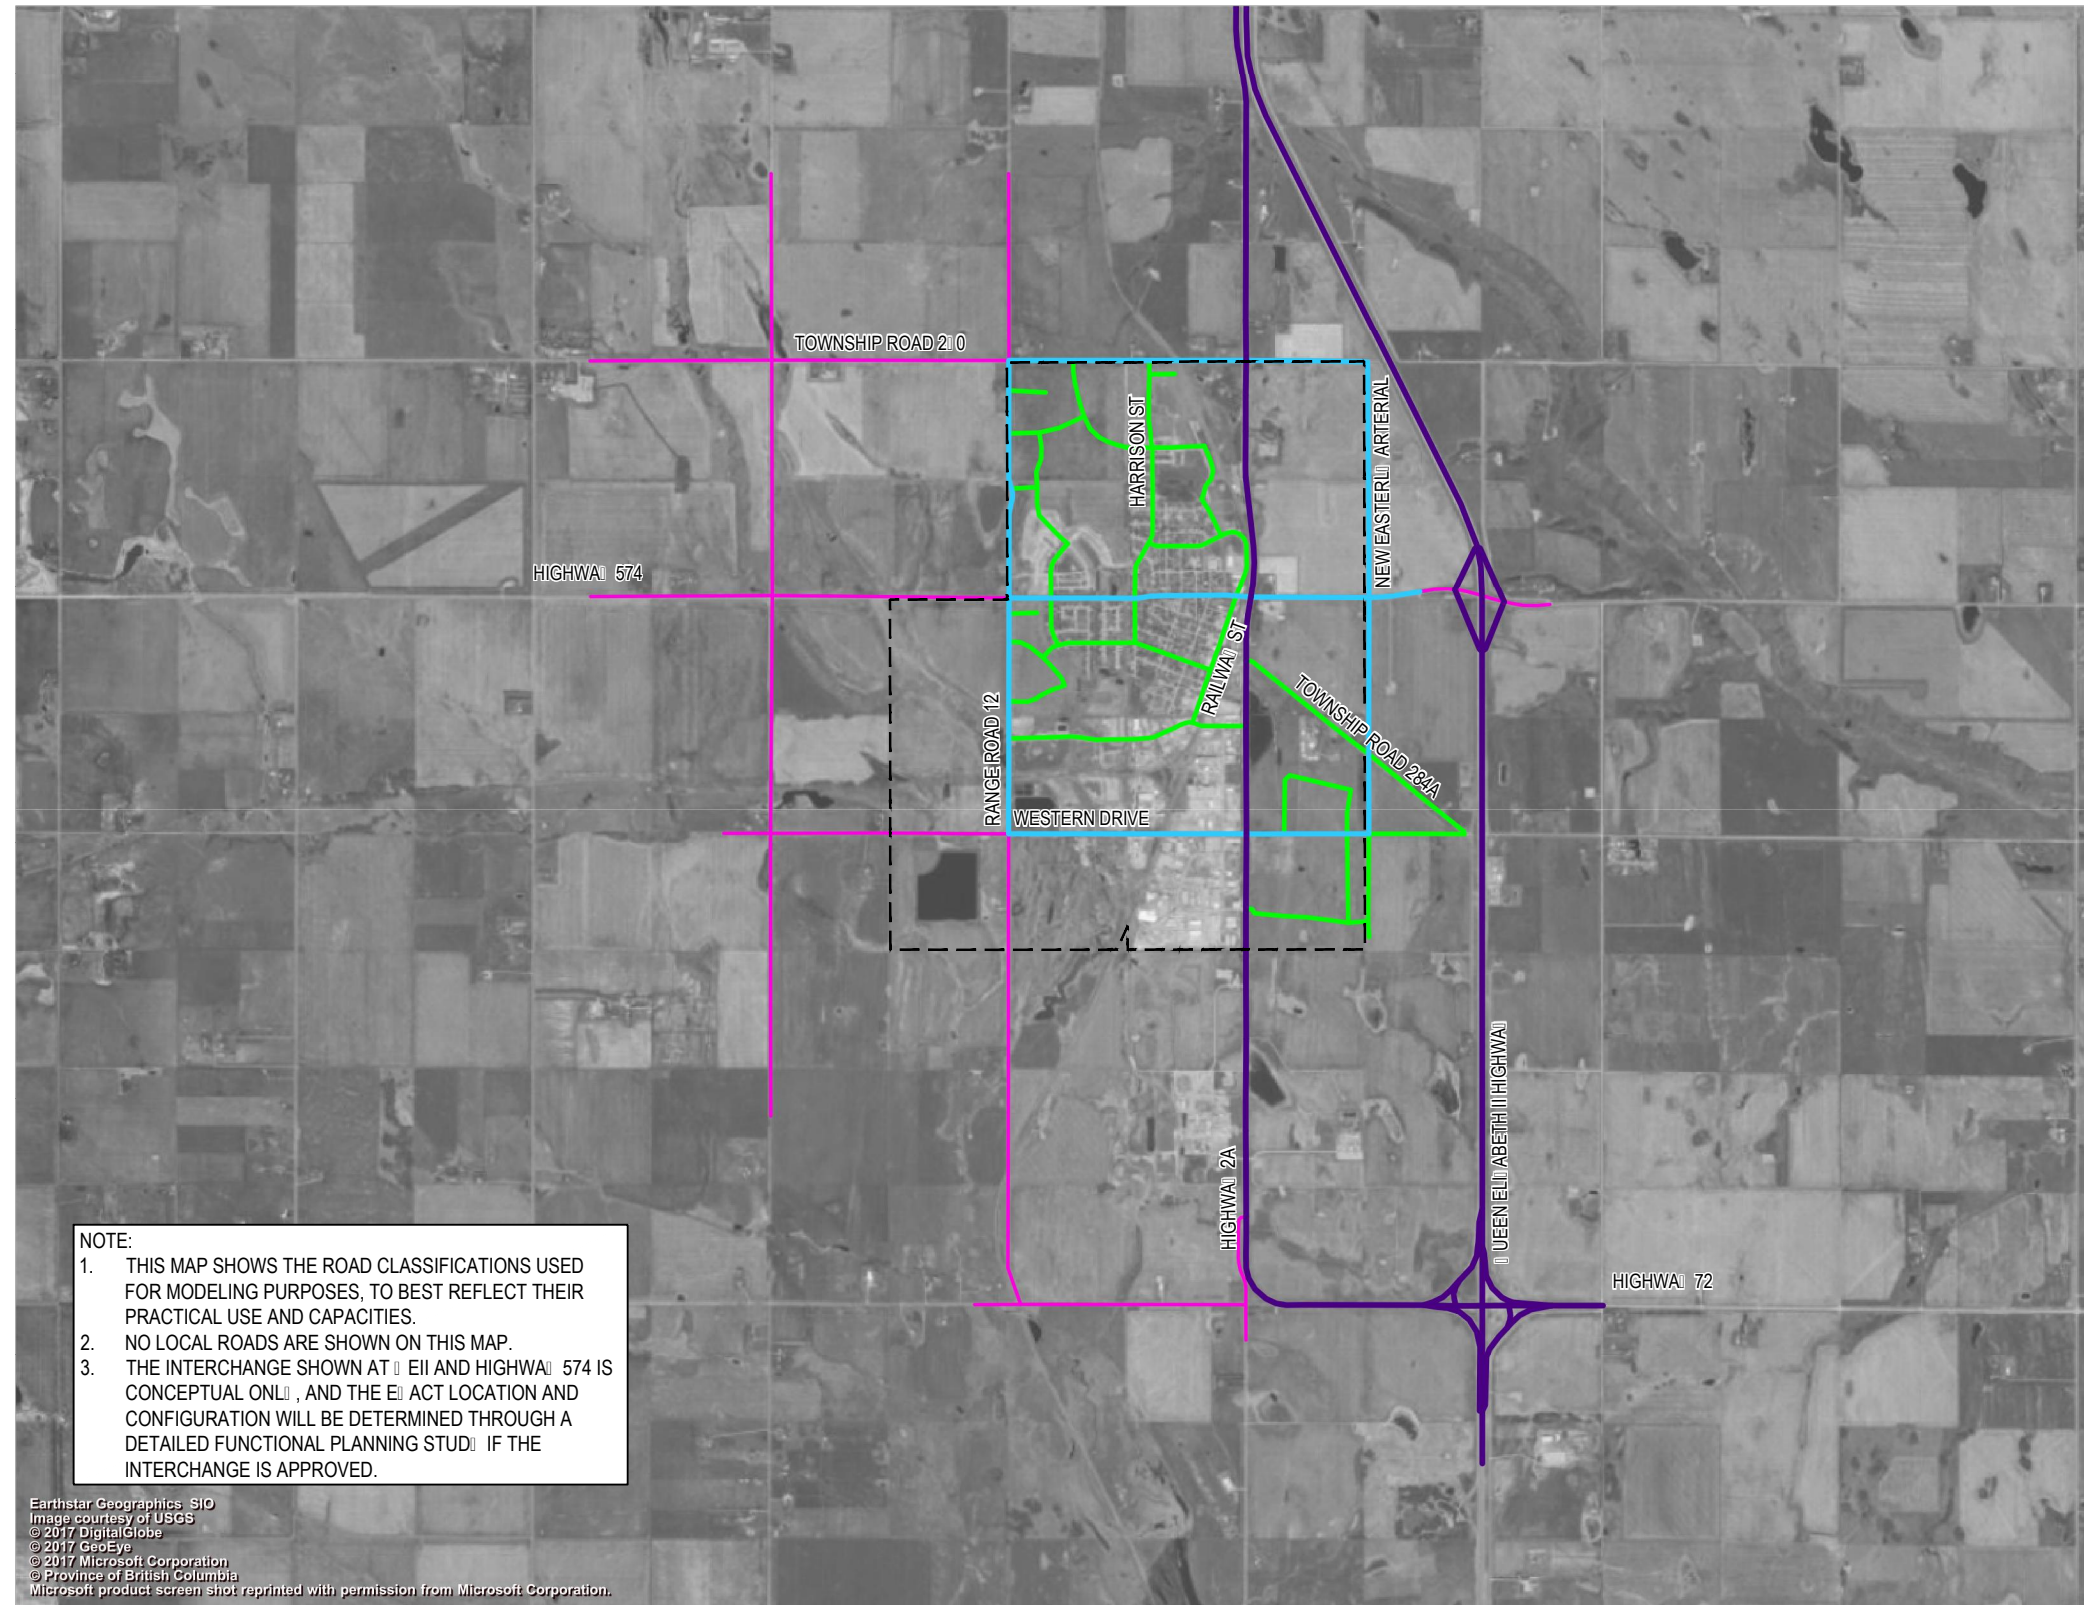 TOWNSHIP ROAD 2▯0
HARRISON ST
NEW EASTERL▯ ARTERIAL
HIGHWA▯ 574
RAILWA▯ ST
TOWNSHIP ROAD 284A
RANGE ROAD 12
WESTERN DRIVE
▯UEEN ELI▯ABETH II HIGHWA▯
HIGHWA▯ 2A
HIGHWA▯ 72
NOTE:
1. THIS MAP SHOWS THE ROAD CLASSIFICATIONS USED
FOR MODELING PURPOSES, TO BEST REFLECT THEIR
PRACTICAL USE AND CAPACITIES.
2. NO LOCAL ROADS ARE SHOWN ON THIS MAP.
3. THE INTERCHANGE SHOWN AT ▯EII AND HIGHWA▯ 574 IS
CONCEPTUAL ONL▯, AND THE E▯ACT LOCATION AND
CONFIGURATION WILL BE DETERMINED THROUGH A
DETAILED FUNCTIONAL PLANNING STUD▯ IF THE
INTERCHANGE IS APPROVED.
Earthstar Geographics SIO
Image courtesy of USGS
© 2017 DigitalGlobe
© 2017 GeoEye
© 2017 Microsoft Corporation
© Province of British Columbia
Microsoft product screen shot reprinted with permission from Microsoft Corporation.